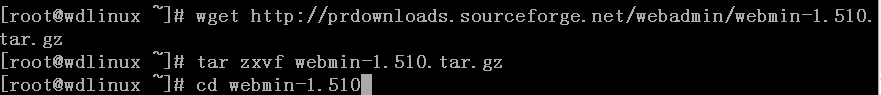 [root@wdlinux ~]# wget http://prdownloads.sourceforge.net/webadmin/webmin-1.510.
tar.gz
[root@wdlinux ~]# tar zxvf webmin-1.510.tar.gz
[root@wdlinux ~]# cd webmin-1.510